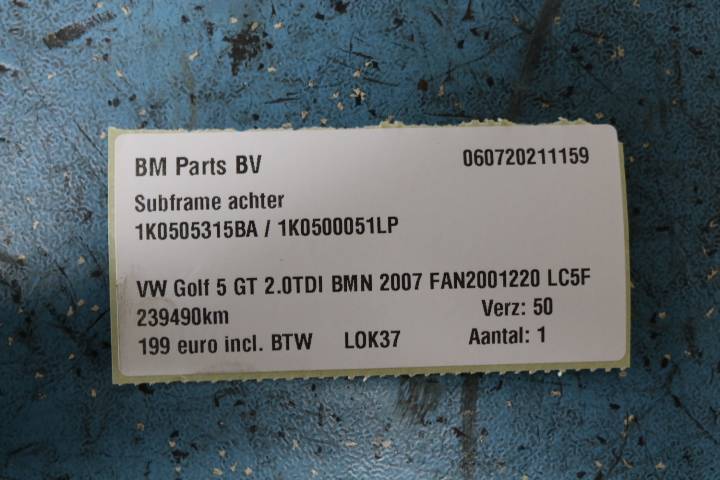 BM Parts BV 060720211159
Subframe achter
1K0505315BA / 1K0500051LP
VW Golf 5 GT 2.0TDI BMN 2007 FAN2001220 LC5F
239490km Verz: 50
199 euro incl. BTW LOK37 Aantal: 1